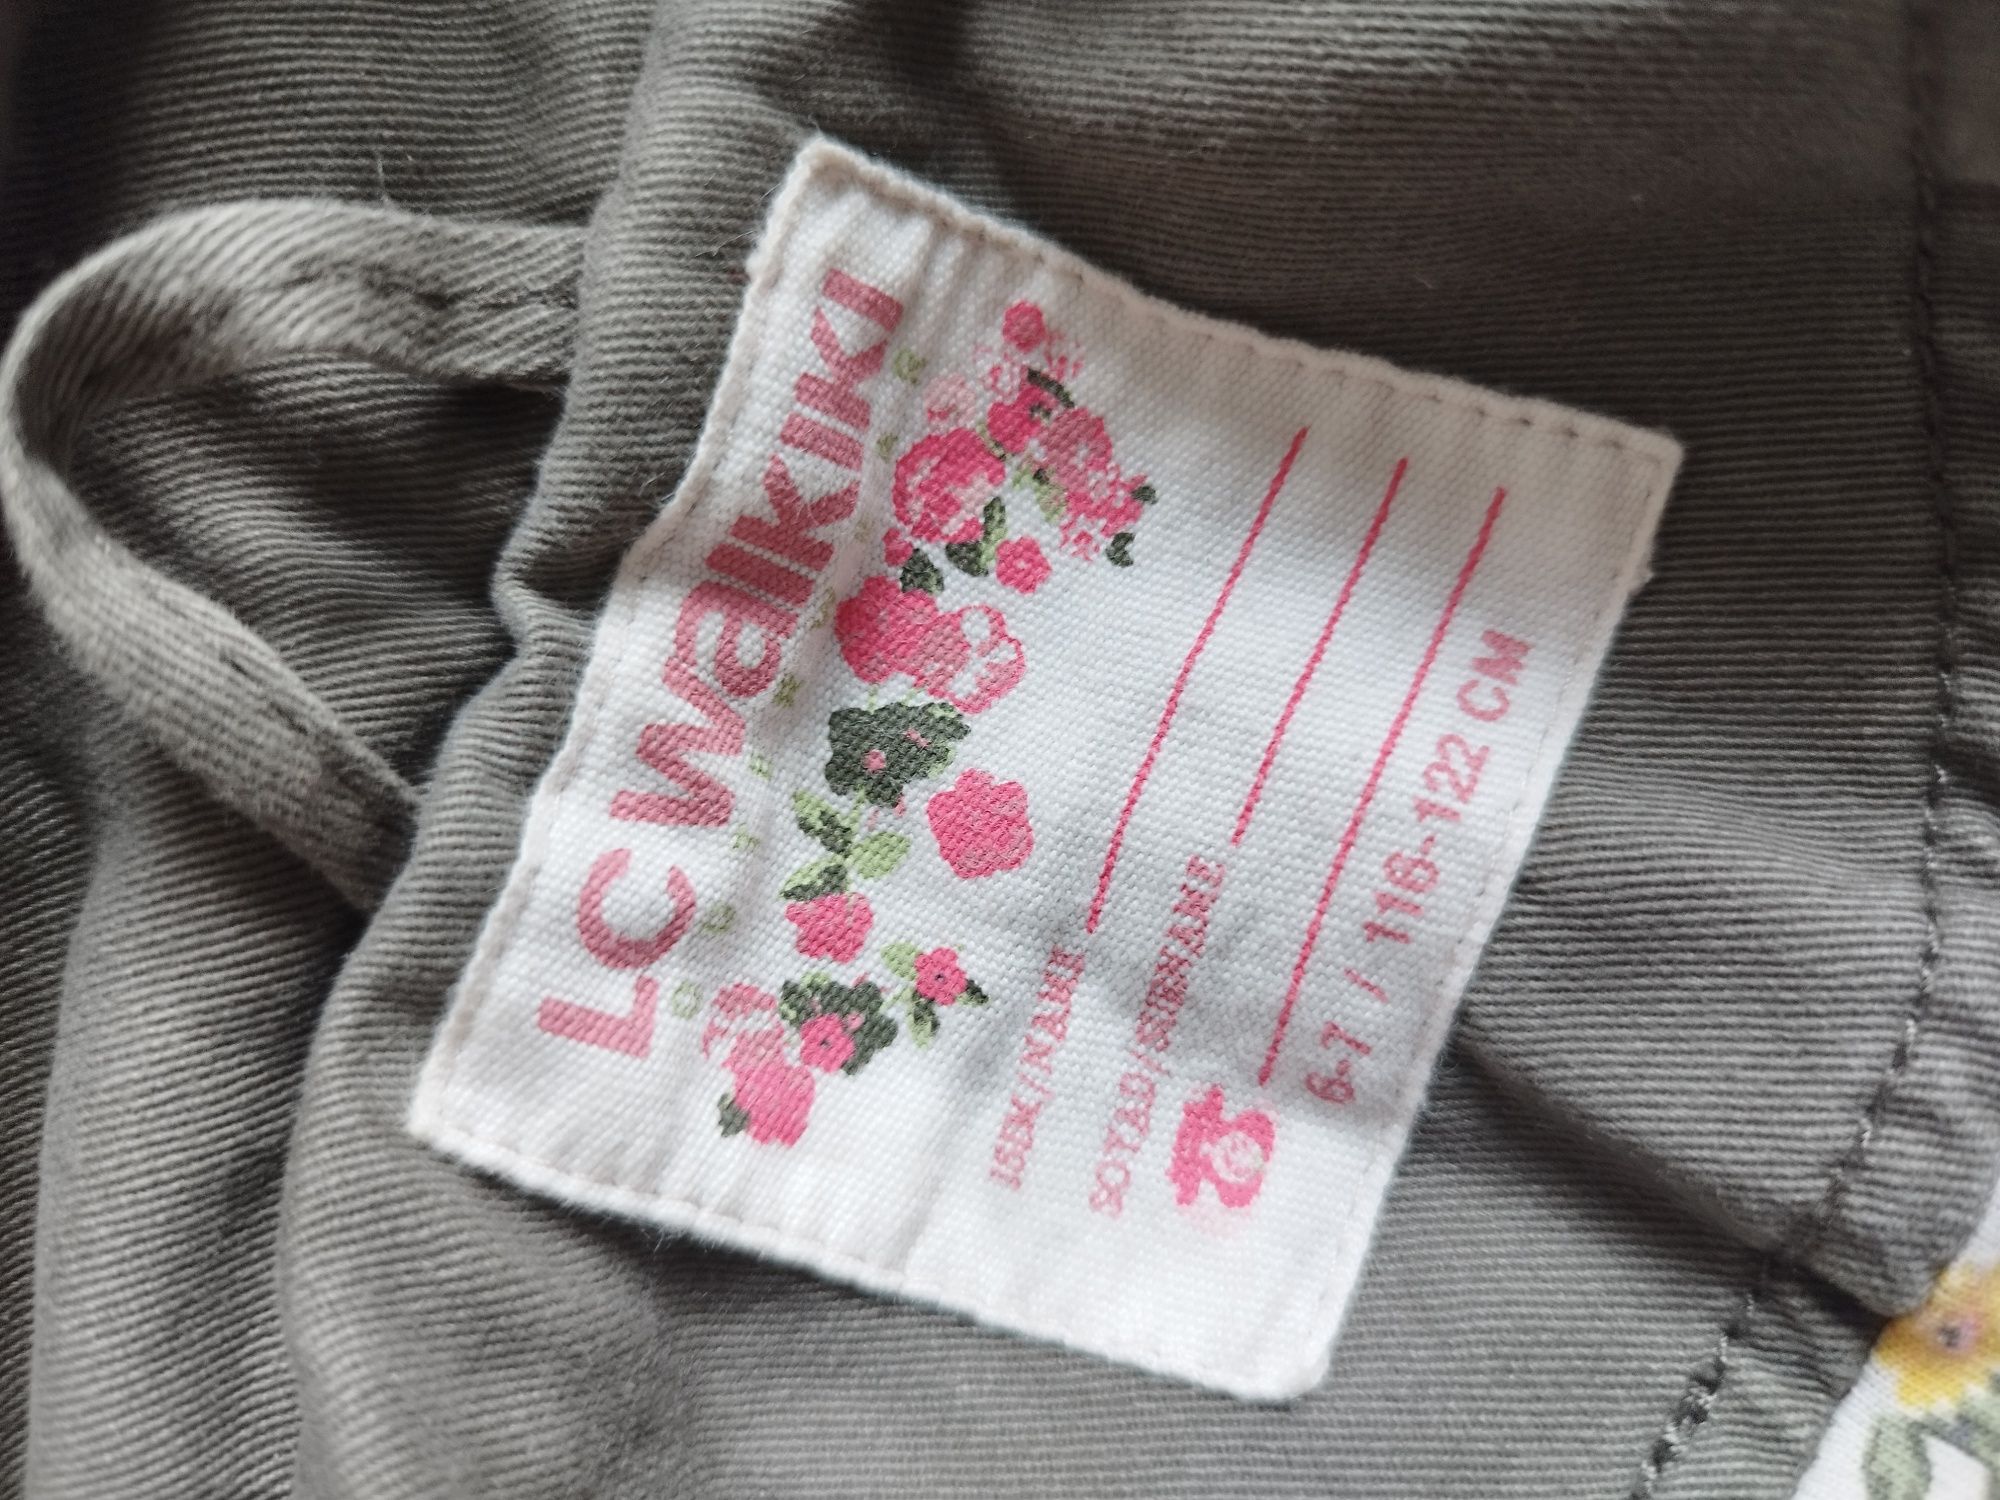 LC Waikiki
İSİM/NAME
SOYAD/SURNAME
6-7 / 116-122 CM